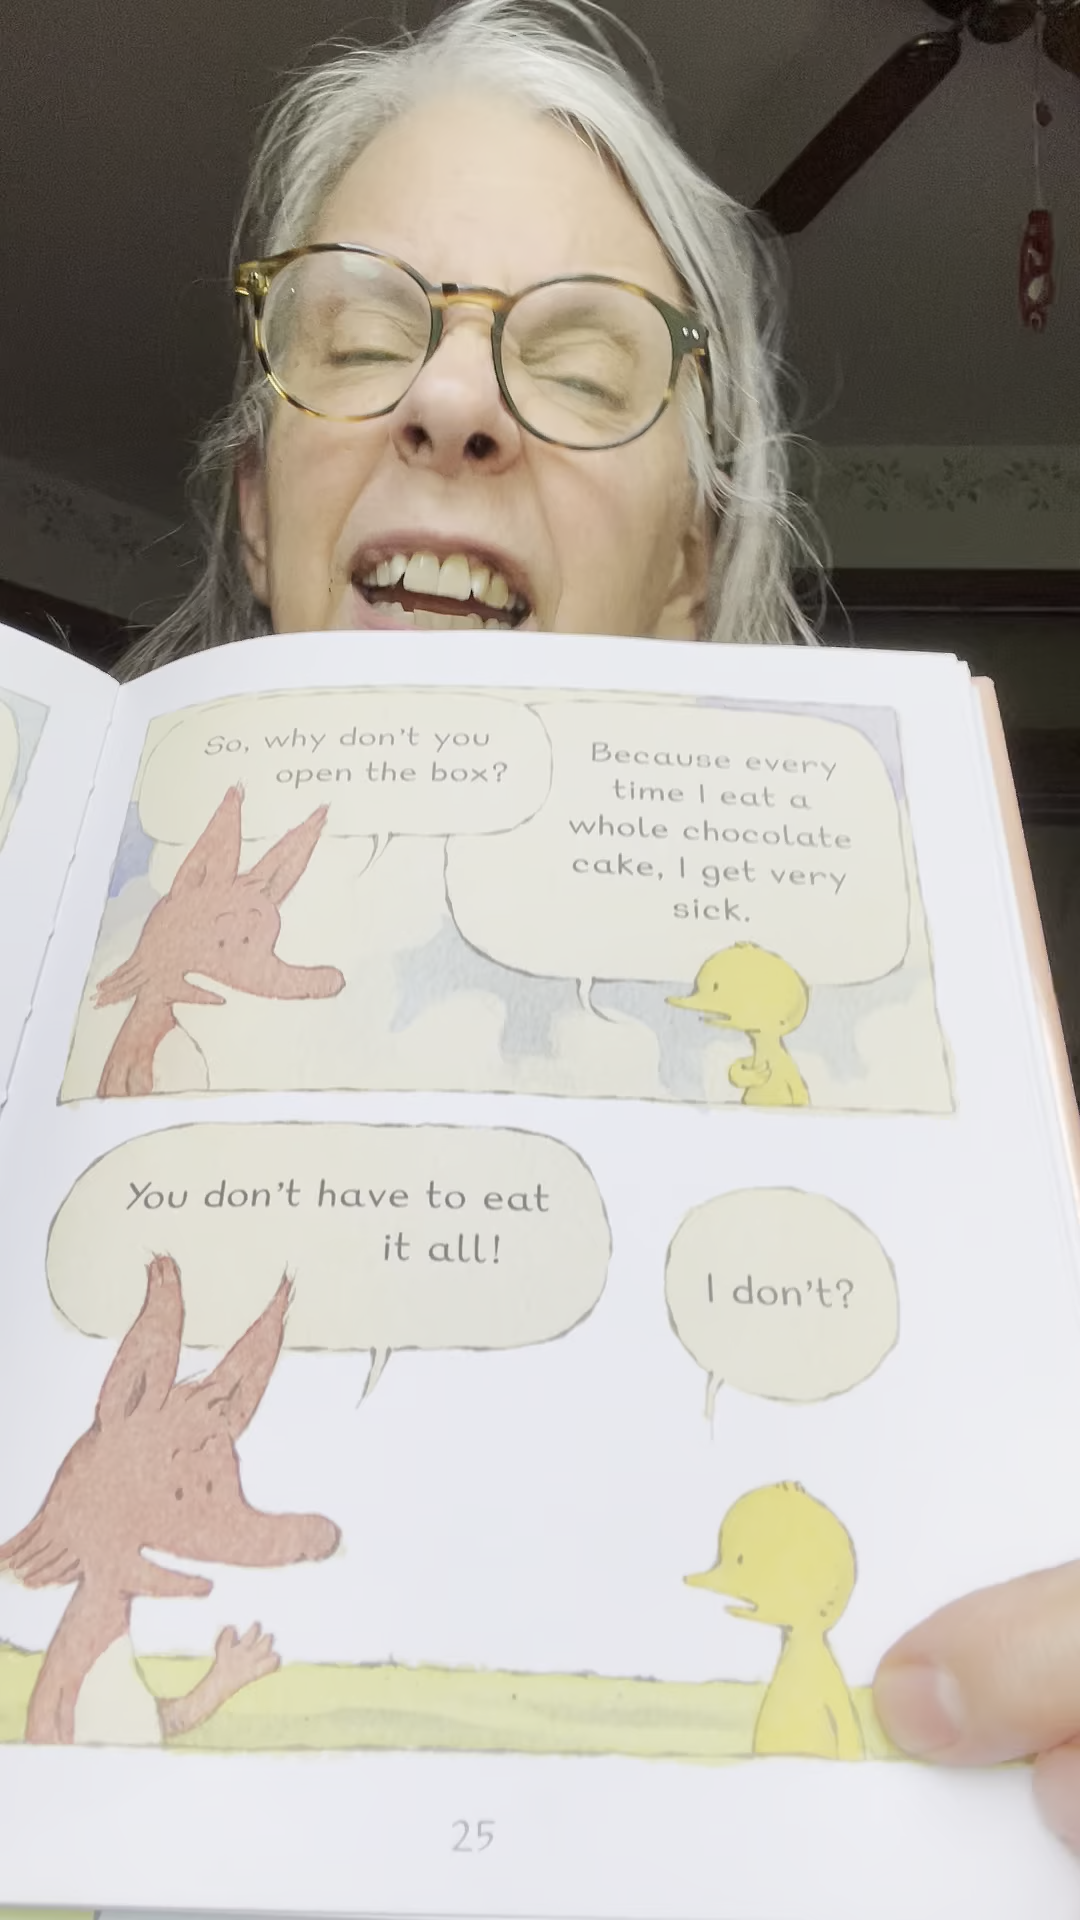 So, why don't you
open the box?
Because every
time I eat a
whole chocolate
cake, I get very
sick.
You don't have to eat
it all!
I don't?
25